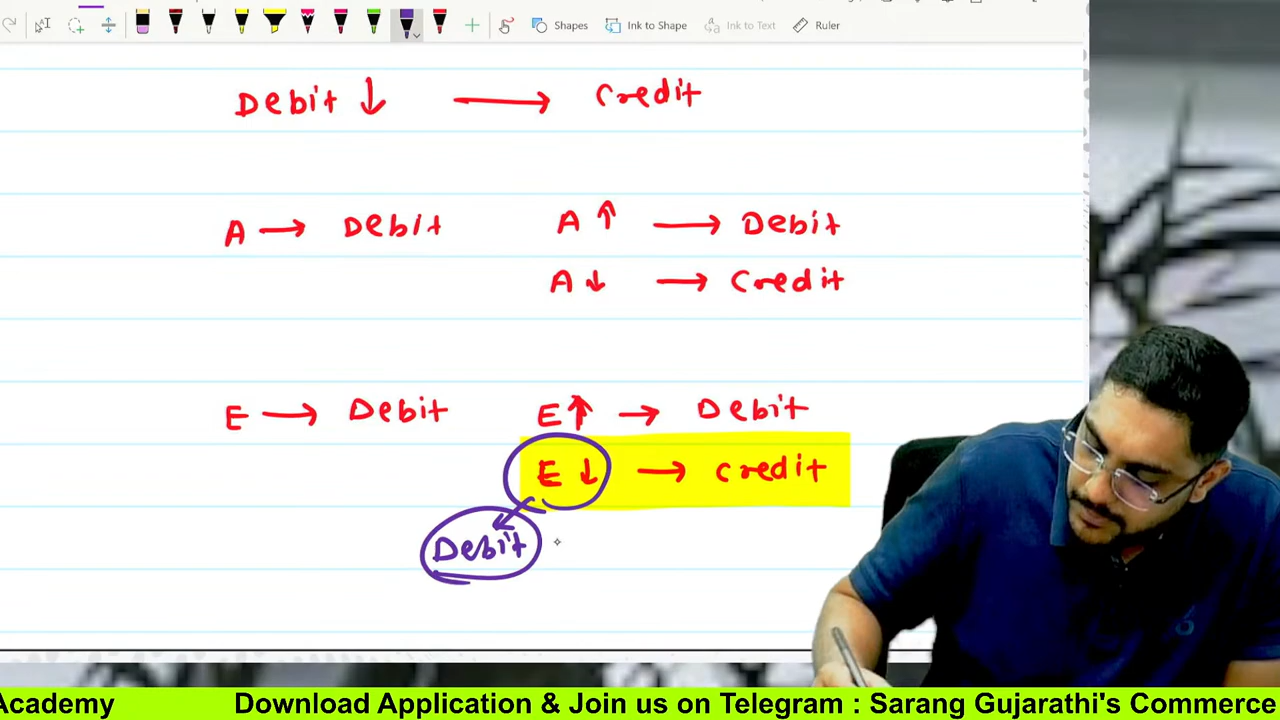 Shapes Ink to Shape Ink to Text Ruler
Debit ↓ → Credit
A → Debit A ↑ → Debit
A ↓ → Credit
E → Debit E ↑ → Debit
E ↓ → Credit
Debit
Academy Download Application & Join us on Telegram : Sarang Gujarathi's Commerce